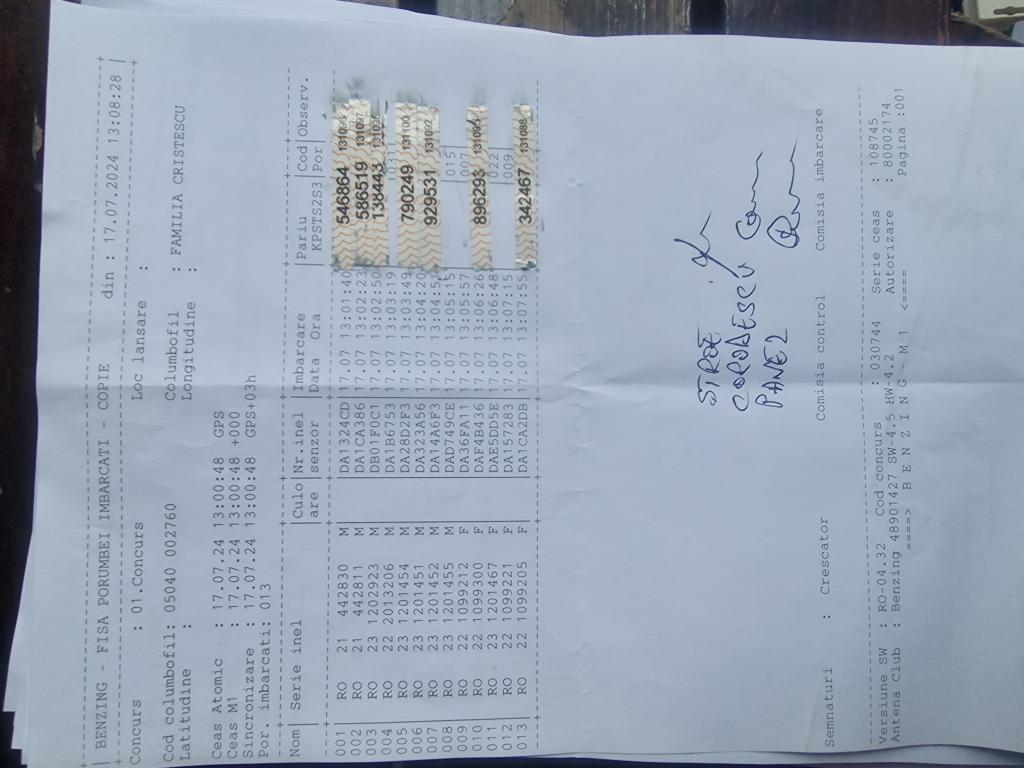 BENZING - FISA PORUMBEI IMBARCATI - COPIE din : 17.07.2024 13:08:28
Concurs : 01.Concurs Loc lansare :
Cod columbofil: 05040 002760 Columbofil : FAMILIA CRISTESCU
Latitudine : Longitudine :
Ceas Atomic : 17.07.24 13:00:48 GPS
Ceas M1 : 17.07.24 13:00:48 +000
Sincronizare : 17.07.24 13:00:48 GPS+03h
Por. imbarcati: 013
Nom Serie inel Culo Nr.inel Imbarcare Pariu Cod Observ.
are senzor Data Ora KPSTS2S3 Por
001 RO 21 442830 M DA1324CD 17.07 13:01:40 546864
002 RO 21 442811 M DA1CA386 17.07 13:02:23 586519 131097
003 RO 23 1202923 M DB01F0C1 17.07 13:02:50 138443
004 RO 22 2013206 M DA1B6753 17.07 13:03:19
005 RO 23 1201454 M DA28D2F3 17.07 13:03:49 790249 131103
006 RO 23 1201451 M DA323A56 17.07 13:04:20
007 RO 23 1201452 M DA144A6F3 17.07 929531 131092
008 RO 23 1201455 M DAD749CE 17.07 13:05:15 015
009 RO 22 1099212 F DA36FA11 17.07 13:05:57 007
010 RO 22 1099300 F DAF4B436 17.07 13:06:26 896293 131094
011 RO 23 1201467 F DAE5DD5E 17.07 13:06:48 022
012 RO 22 1099221 F DA157283 17.07 13:07:15 009
013 RO 22 1099205 F DA1CA2DB 17.07 13:07:55 342467 131088
STROE
COROAESCU
PANE2
Semnaturi : Crescator Comisia control Comisia imbarcare
Versiune SW : RO-04.32 Cod concurs : 030744 Serie ceas : 108745
Antena Club : Benzing 48901427 SW-4.5 HW-4.2 Autorizare : 80002174
====> B E N Z I N G - M 1 <==== Pagina :001